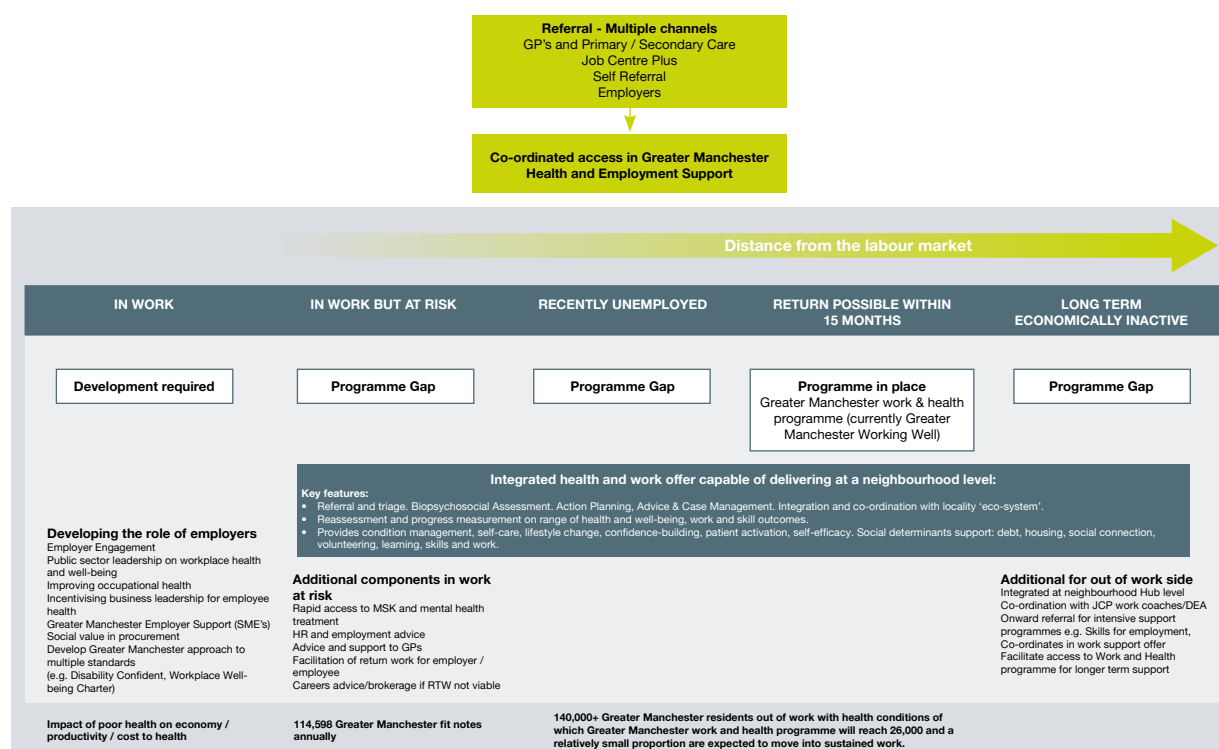 Referral - Multiple channels
GP's and Primary / Secondary Care
Job Centre Plus
Self Referral
Employers
Co-ordinated access in Greater Manchester
Health and Employment Support
Distance from the labour market
IN WORK
IN WORK BUT AT RISK
RECENTLY UNEMPLOYED
RETURN POSSIBLE WITHIN
15 MONTHS
LONG TERM
ECONOMICALLY INACTIVE
Development required
Programme Gap
Programme Gap
Programme in place
Greater Manchester work & health
programme (currently Greater
Manchester Working Well)
Programme Gap
Integrated health and work offer capable of delivering at a neighbourhood level:
Key features:
• Referral and triage. Biopsychosocial Assessment. Action Planning, Advice & Case Management. Integration and co-ordination with locality 'eco-system'.
• Reassessment and progress measurement on range of health and well-being, work and skill outcomes.
• Provides condition management, self-care, lifestyle change, confidence-building, patient activation, self-efficacy. Social determinants support: debt, housing, social connection,
volunteering, learning, skills and work.
Developing the role of employers
Employer Engagement
Public sector leadership on workplace health
and well-being
Improving occupational health
Incentivising business leadership for employee
health
Greater Manchester Employer Support (SME's)
Social value in procurement
Develop Greater Manchester approach to
multiple standards
(e.g. Disability Confident, Workplace Well-
being Charter)
Additional components in work
at risk
Rapid access to MSK and mental health
treatment
HR and employment advice
Advice and support to GPs
Facilitation of return work for employer /
employee
Careers advice/brokerage if RTW not viable
Additional for out of work side
Integrated at neighbourhood Hub level
Co-ordination with JCP work coaches/DEA
Onward referral for intensive support
programmes e.g. Skills for employment,
Co-ordinates in work support offer
Facilitate access to Work and Health
programme for longer term support
Impact of poor health on economy /
productivity / cost to health
114,598 Greater Manchester fit notes
annually
140,000+ Greater Manchester residents out of work with health conditions of
which Greater Manchester work and health programme will reach 26,000 and a
relatively small proportion are expected to move into sustained work.